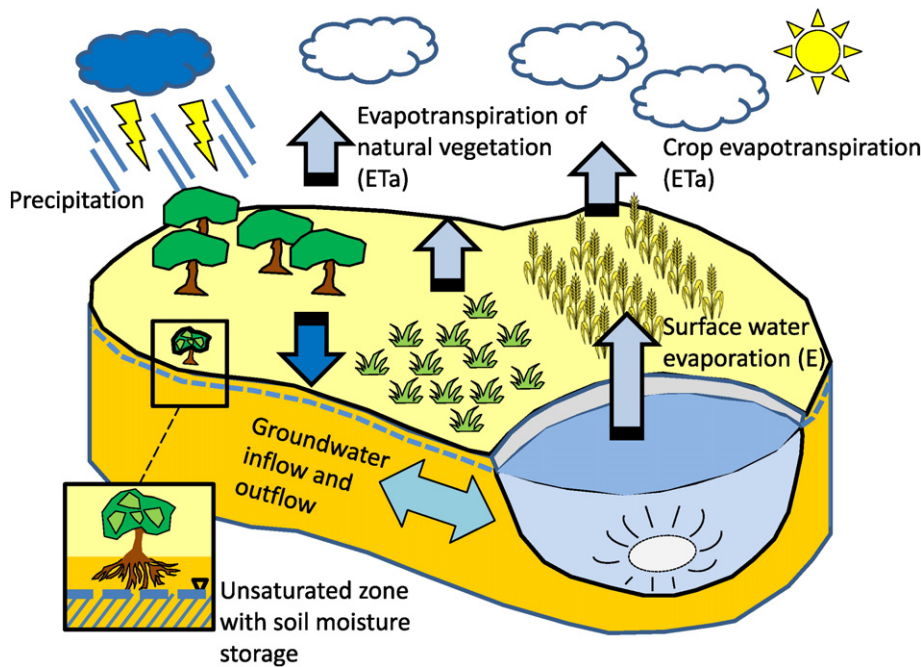 Evapotranspiration of
natural vegetation
(ETa)
Crop evapotranspiration
(ETa)
Precipitation
Surface water
evaporation (E)
Groundwater
inflow and
outflow
Unsaturated zone
with soil moisture
storage